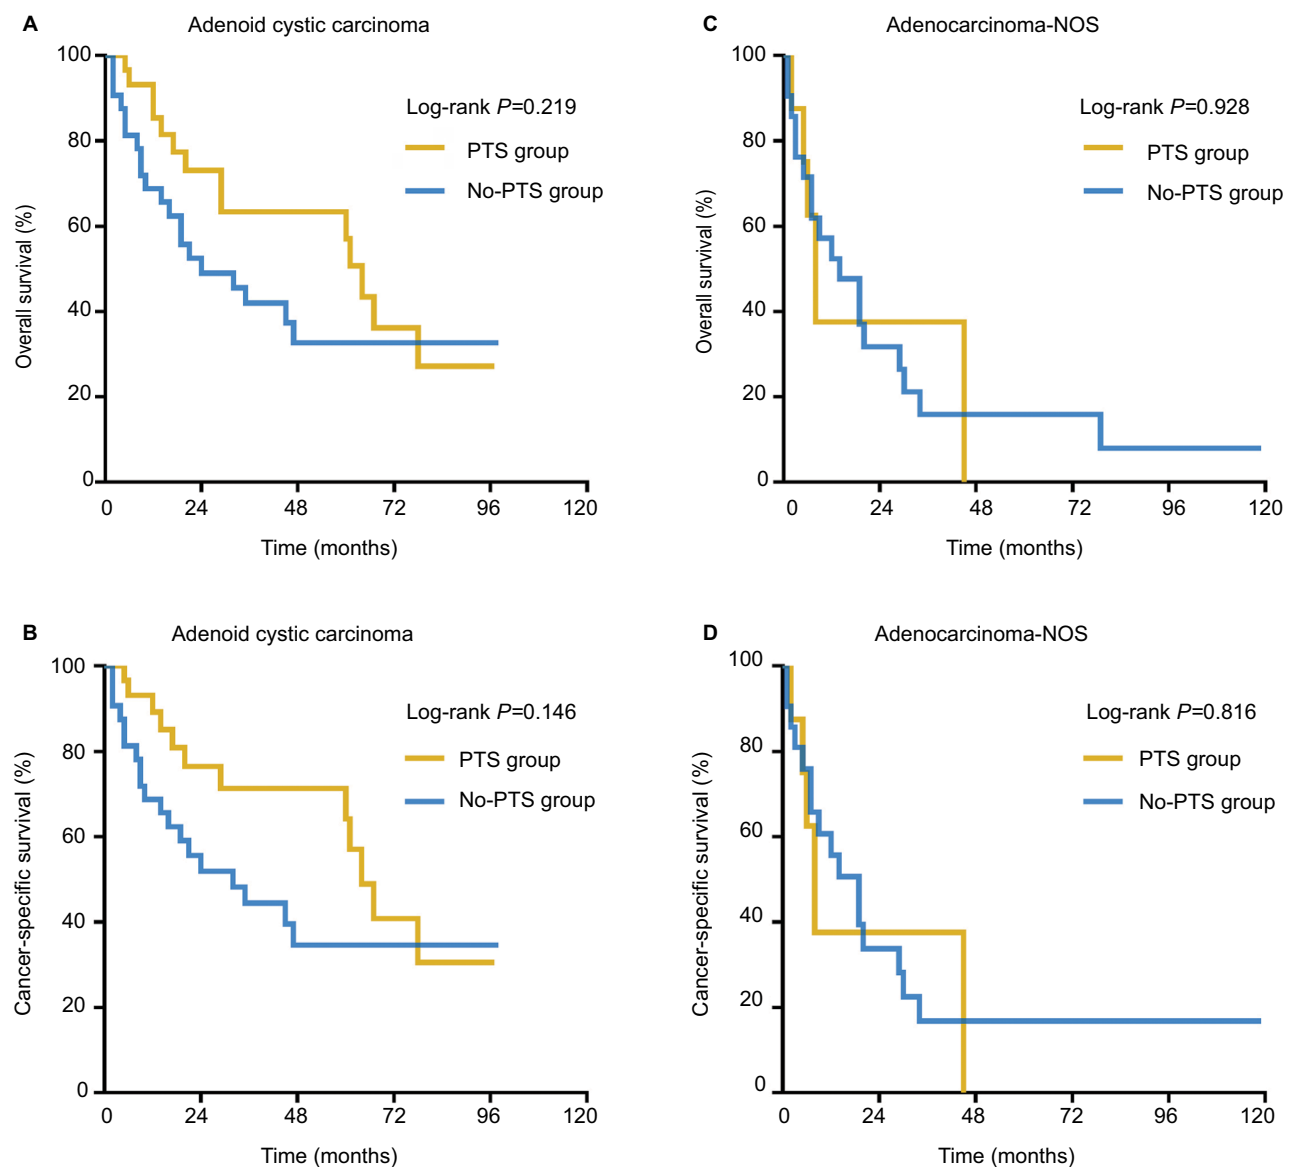 A
Adenoid cystic carcinoma
100
80
60
40
20
0
Overall survival (%)
Log-rank P=0.219
PTS group
No-PTS group
0 24 48 72 96 120
Time (months)
C
Adenocarcinoma-NOS
100
80
60
40
20
0
Overall survival (%)
Log-rank P=0.928
PTS group
No-PTS group
0 24 48 72 96 120
Time (months)
B
Adenoid cystic carcinoma
100
80
60
40
20
0
Cancer-specific survival (%)
Log-rank P=0.146
PTS group
No-PTS group
0 24 48 72 96 120
Time (months)
D
Adenocarcinoma-NOS
100
80
60
40
20
0
Cancer-specific survival (%)
Log-rank P=0.816
PTS group
No-PTS group
0 24 48 72 96 120
Time (months)